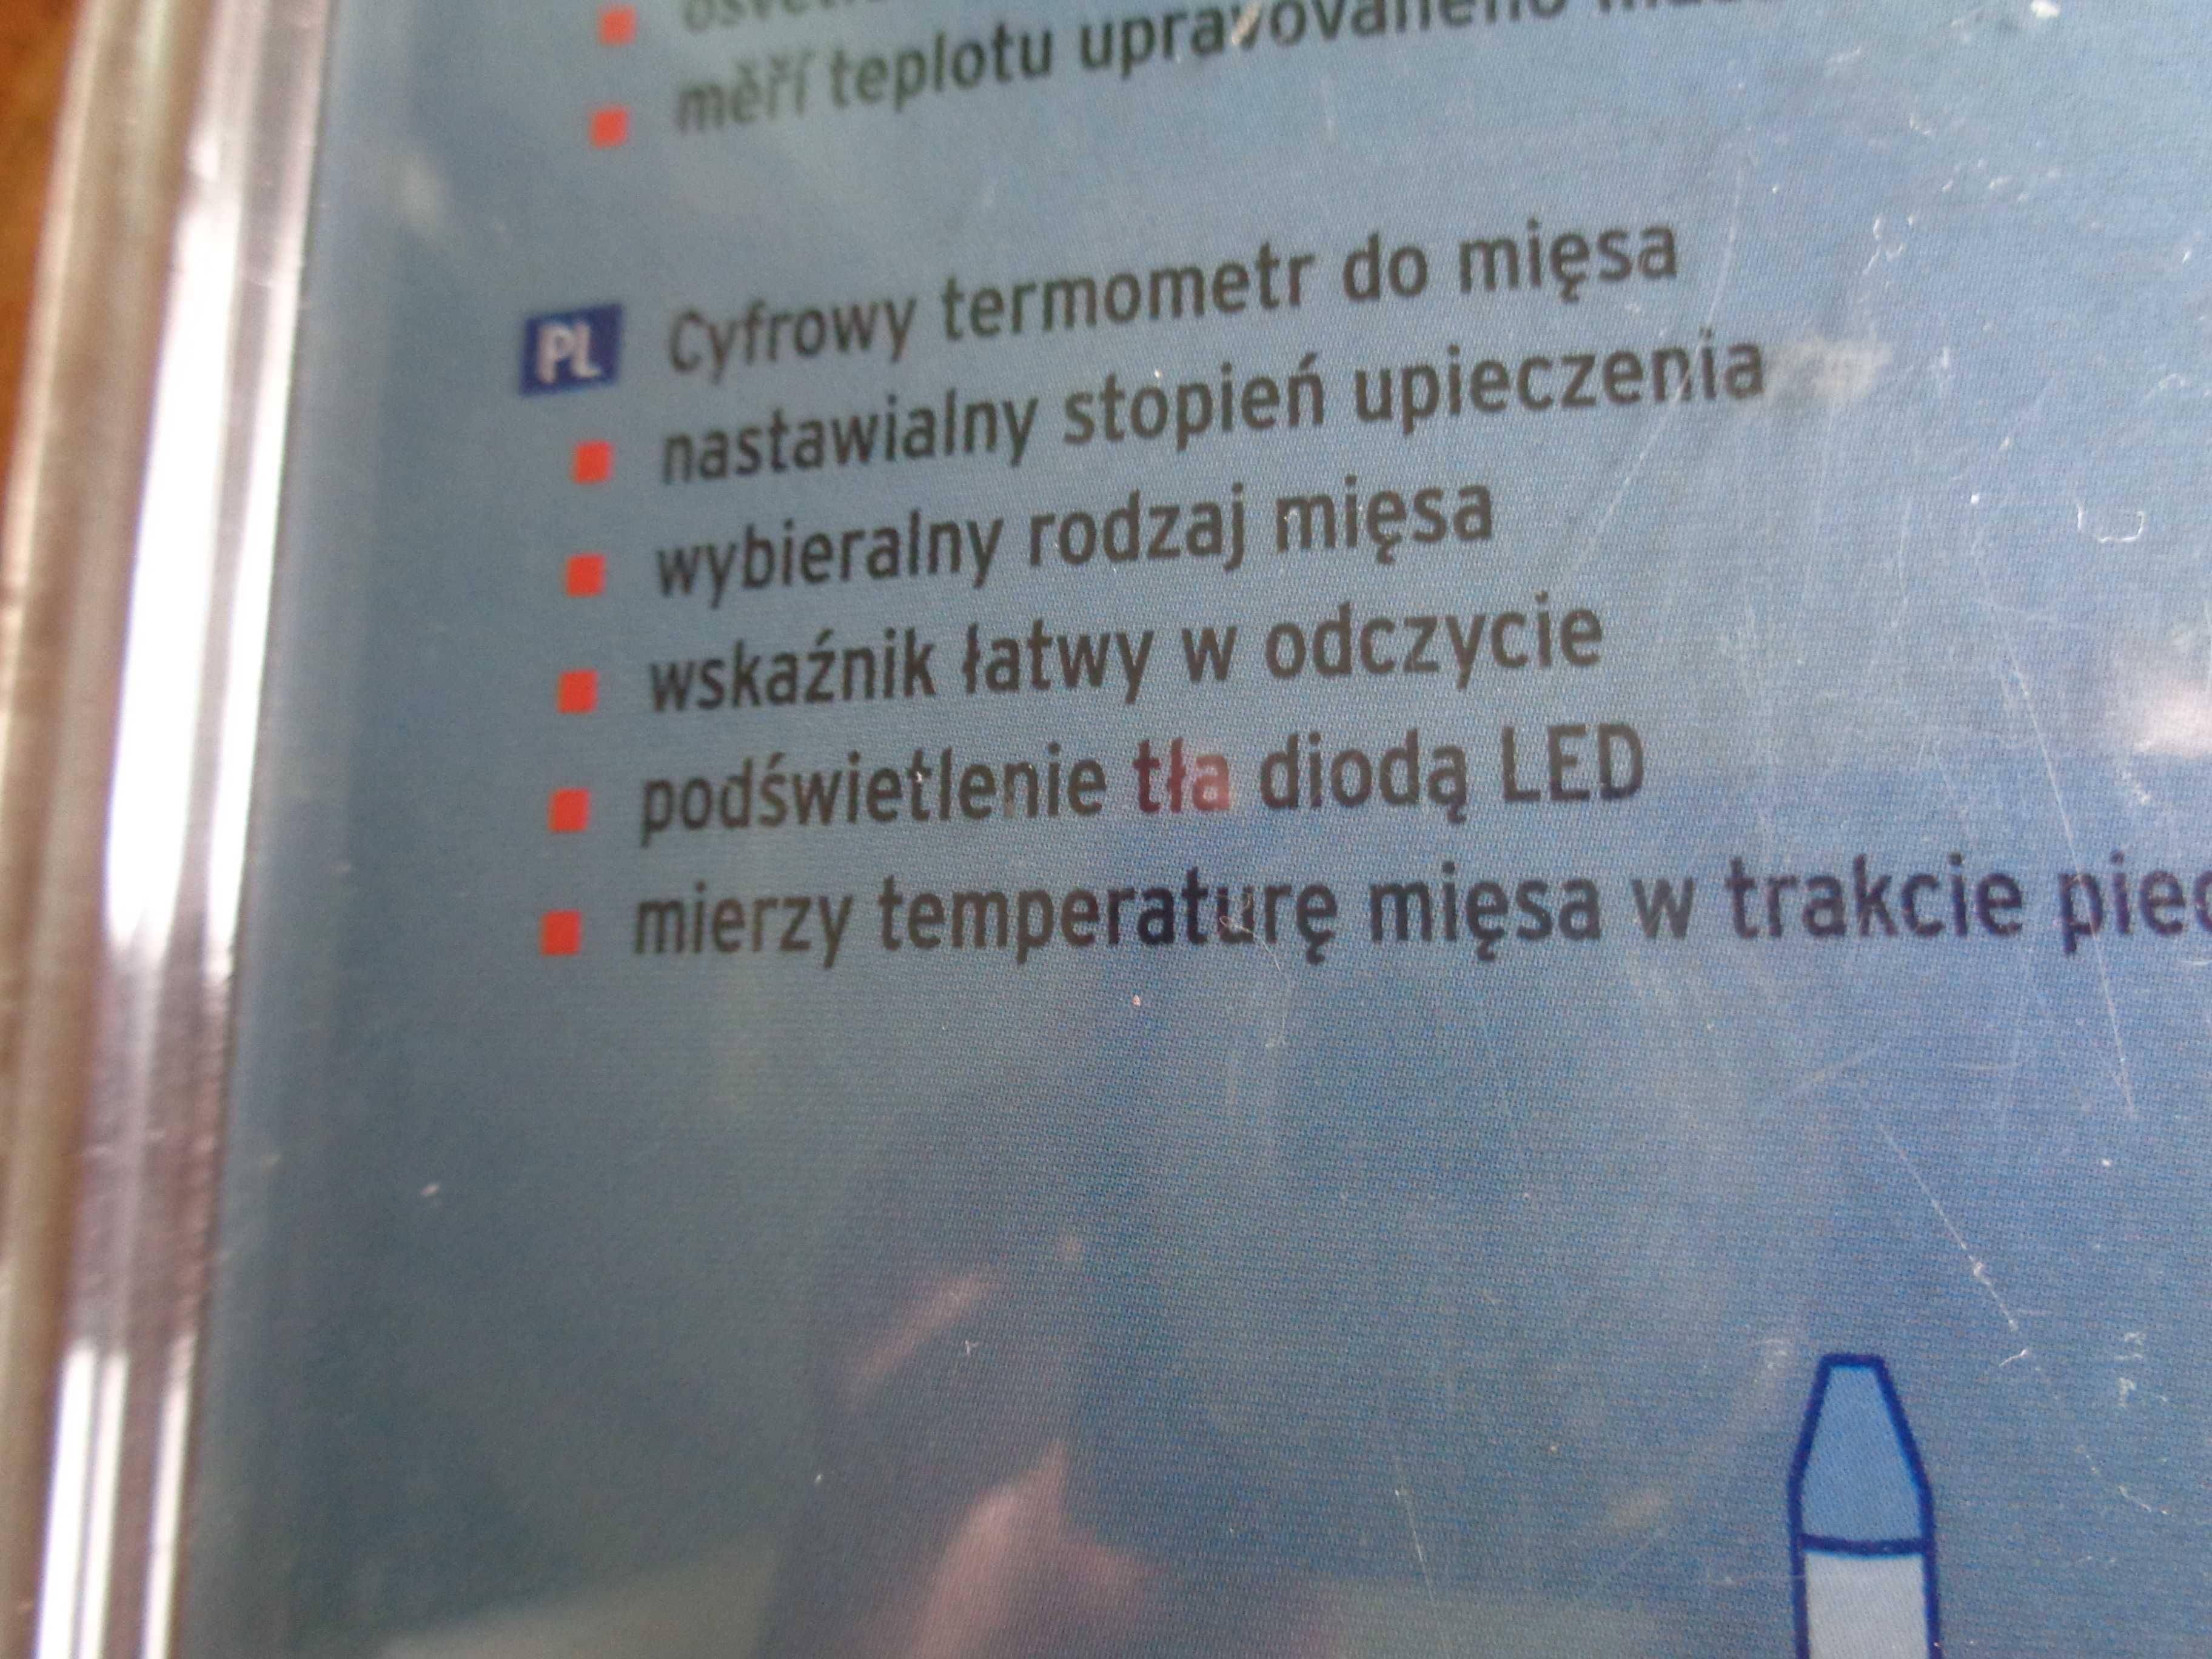 měří teplotu upravovaného
PL Cyfrowy termometr do mięsa
nastawialny stopień upieczenia
wybieralny rodzaj mięsa
wskaźnik łatwy w odczycie
podświetlenie tła diodą LED
mierzy temperaturę mięsa w trakcie